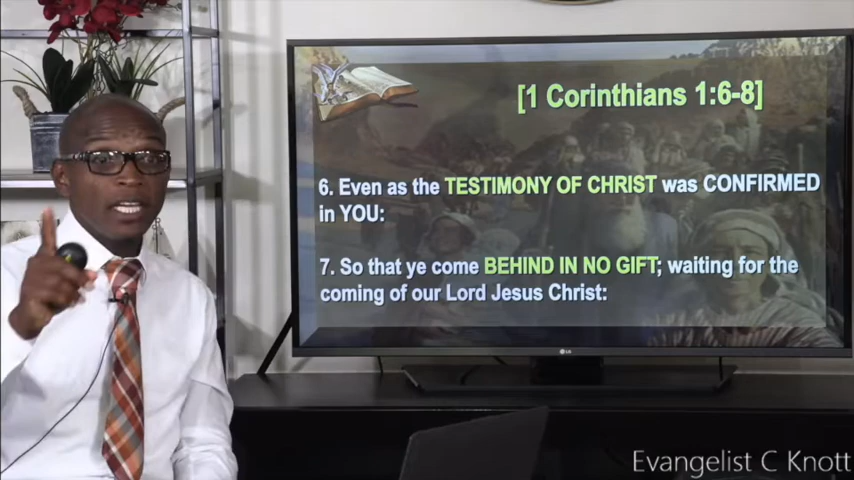 [1 Corinthians 1:6-8]
6. Even as the TESTIMONY OF CHRIST was CONFIRMED
in YOU:
7. So that ye come BEHIND IN NO GIFT; waiting for the
coming of our Lord Jesus Christ:
LG
Evangelist C Knott